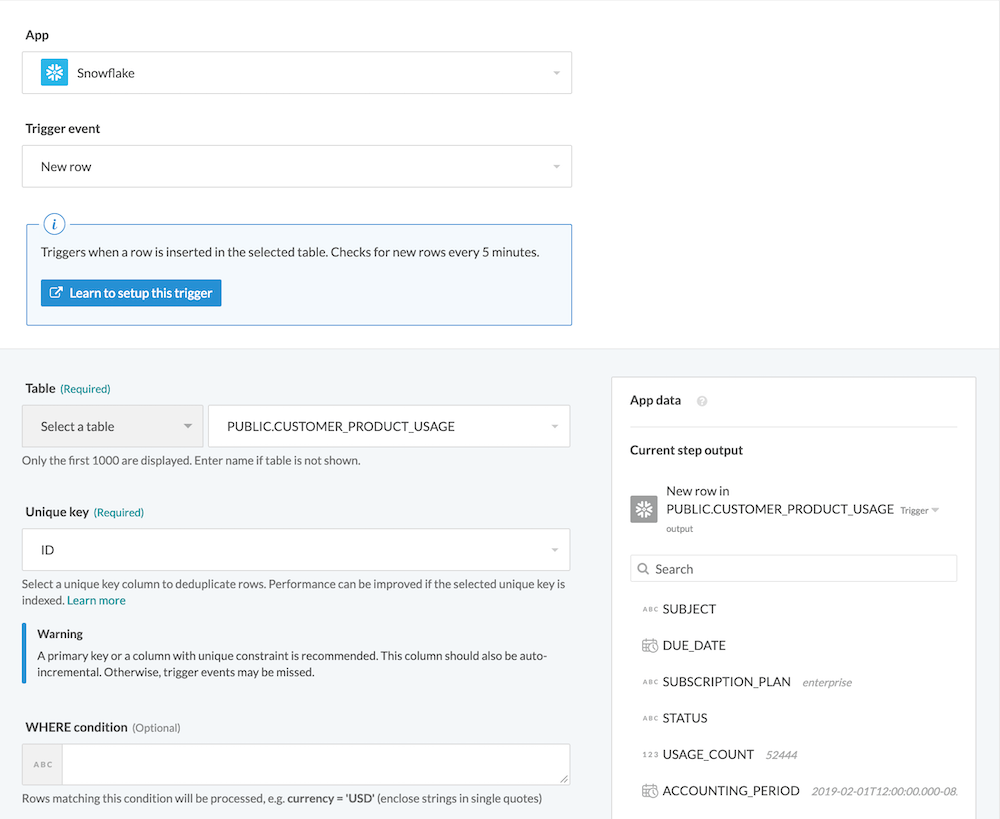 App
Snowflake
Trigger event
New row
i
Triggers when a row is inserted in the selected table. Checks for new rows every 5 minutes.
Learn to setup this trigger
Table (Required)
Select a table
PUBLIC.CUSTOMER_PRODUCT_USAGE
Only the first 1000 are displayed. Enter name if table is not shown.
Unique key (Required)
ID
Select a unique key column to deduplicate rows. Performance can be improved if the selected unique key is
indexed. Learn more
Warning
A primary key or a column with unique constraint is recommended. This column should also be auto-
incremental. Otherwise, trigger events may be missed.
WHERE condition (Optional)
ABC
Rows matching this condition will be processed, e.g. currency = 'USD' (enclose strings in single quotes)
App data ?
Current step output
New row in
PUBLIC.CUSTOMER_PRODUCT_USAGE Trigger
output
Search
ABC SUBJECT
DUE_DATE
ABC SUBSCRIPTION_PLAN enterprise
ABC STATUS
123 USAGE_COUNT 52444
ACCOUNTING_PERIOD 2019-02-01T12:00:00.000-08.